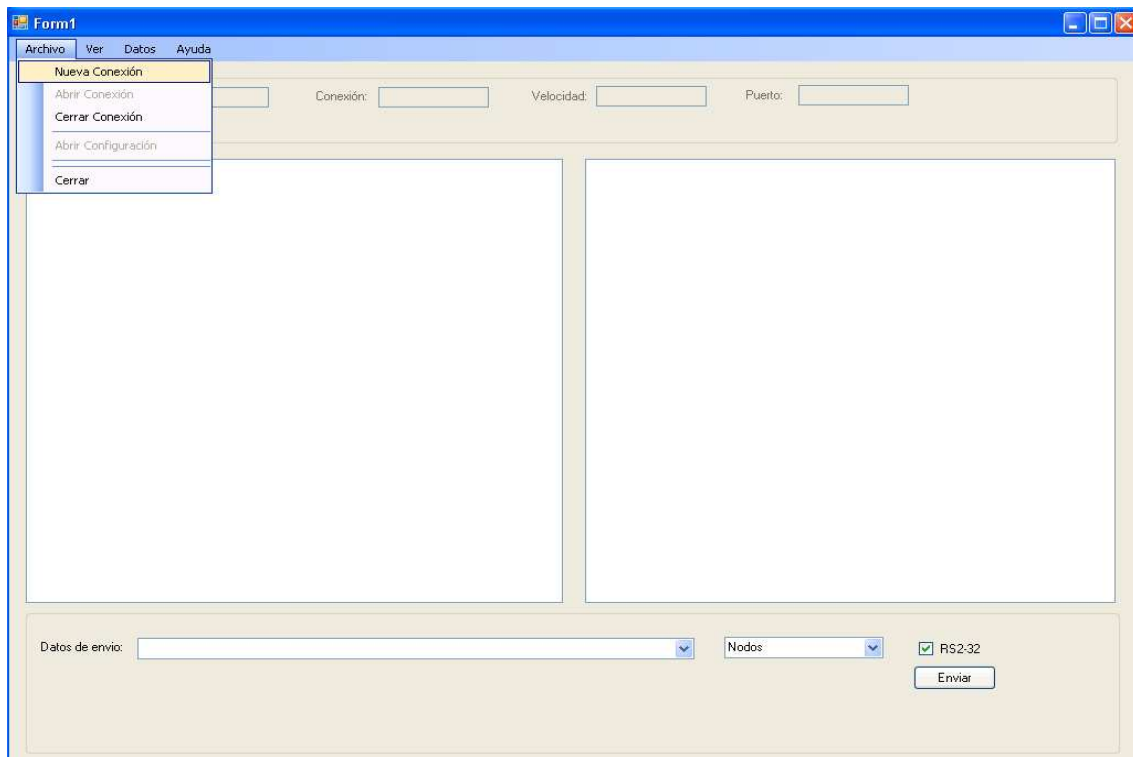 Form1
Archivo Ver Datos Ayuda
Nueva Conexión
Abrir Conexión
Cerrar Conexión
Abrir Configuración
Cerrar
Conexión: Velocidad: Puerto:
Datos de envio: Nodos RS2-32
Enviar